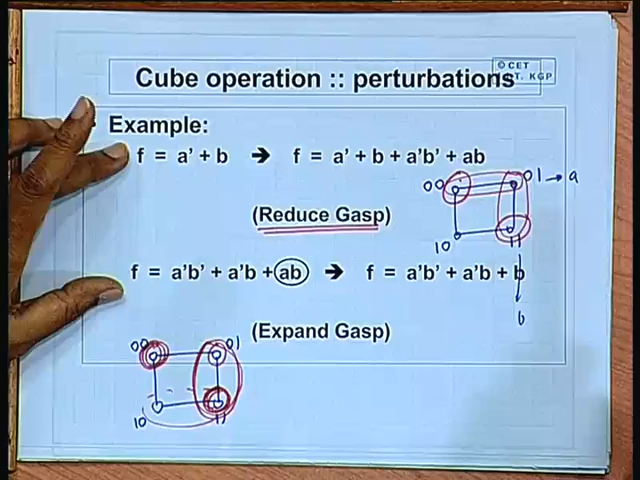 © CET
I.I.T. KGP
Cube operation :: perturbations
Example:
f = a' + b ➔ f = a' + b + a'b' + ab
00 01 → a
(Reduce Gasp)
10 11
f = a'b' + a'b + ab ➔ f = a'b' + a'b + b
b
(Expand Gasp)
00 01
10 11